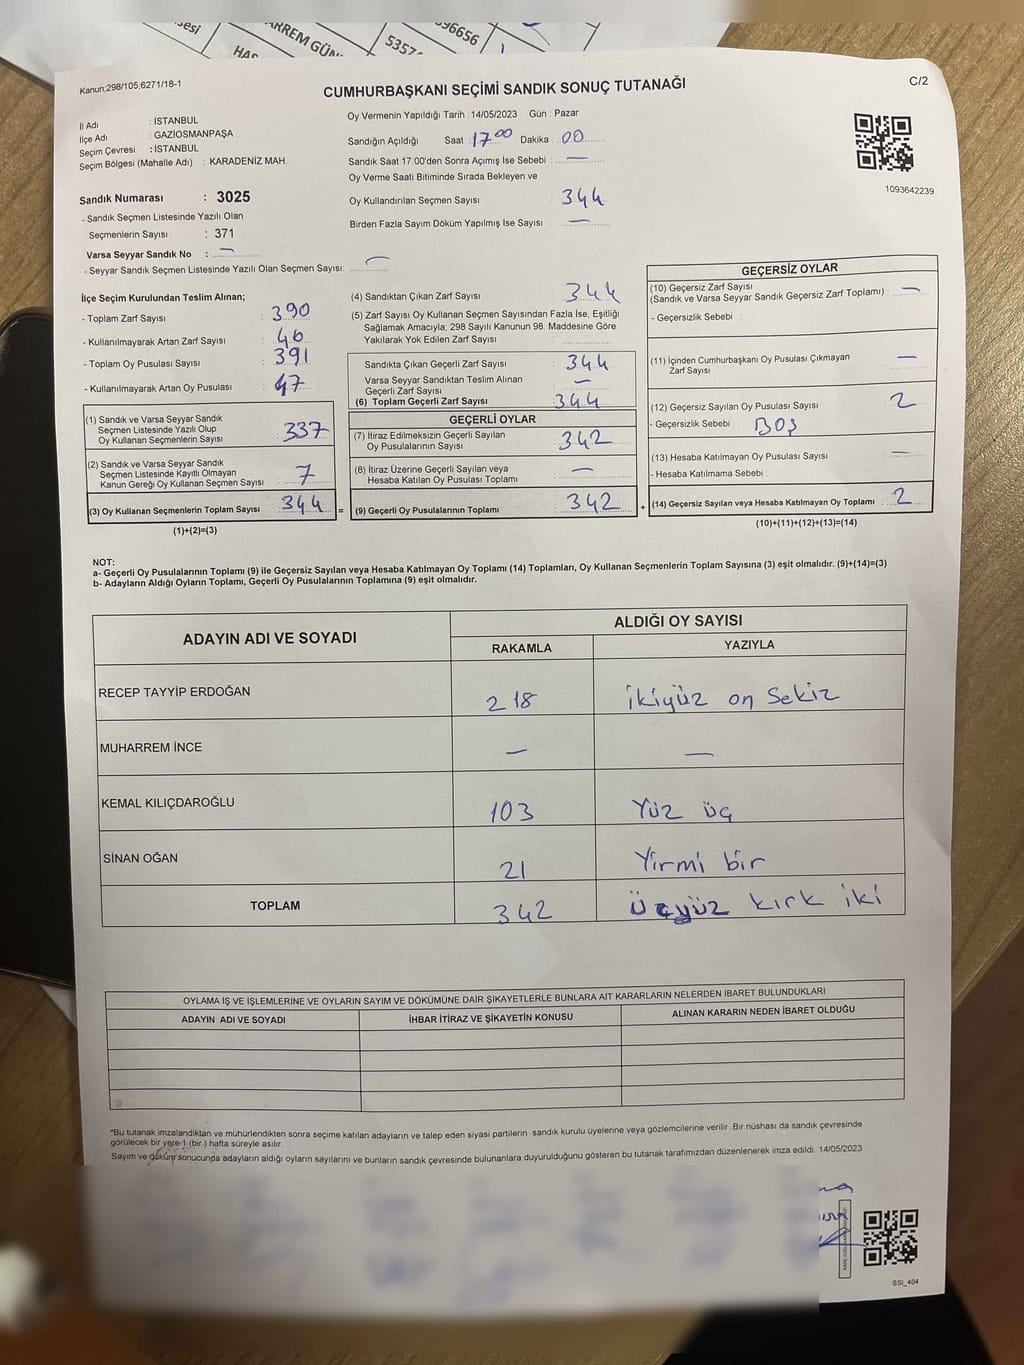 ARREM GÜN
5357
96656
HAS
Kanun,298/105;6271/18-1
CUMHURBAŞKANI SEÇİMİ SANDIK SONUÇ TUTANAĞI
C/2
İl Adı : İSTANBUL
İlçe Adı : GAZİOSMANPAŞA
Seçim Çevresi : İSTANBUL
Seçim Bölgesi (Mahalle Adı) : KARADENİZ MAH.
Oy Vermenin Yapıldığı Tarih : 14/05/2023 Gün : Pazar
Sandığın Açıldığı Saat : 17 00 Dakika : 00
Sandık Saat 17:00'den Sonra Açımış İse Sebebi : —
Oy Verme Saati Bitiminde Sırada Bekleyen ve
Oy Kullandırılan Seçmen Sayısı : 344
Birden Fazla Sayım Döküm Yapılmış İse Sayısı : —
1093642239
Sandık Numarası : 3025
- Sandık Seçmen Listesinde Yazılı Olan
Seçmenlerin Sayısı : 371
Varsa Seyyar Sandık No : —
- Seyyar Sandık Seçmen Listesinde Yazılı Olan Seçmen Sayısı: —
İlçe Seçim Kurulundan Teslim Alınan;
- Toplam Zarf Sayısı : 390
- Kullanılmayarak Artan Zarf Sayısı : 46
- Toplam Oy Pusulası Sayısı : 391
- Kullanılmayarak Artan Oy Pusulası : 47
(1) Sandık ve Varsa Seyyar Sandık
Seçmen Listesinde Yazılı Olup
Oy Kullanan Seçmenlerin Sayısı : 337
(2) Sandık ve Varsa Seyyar Sandık
Seçmen Listesinde Kayıtlı Olmayan
Kanun Gereği Oy Kullanan Seçmen Sayısı : 7
(3) Oy Kullanan Seçmenlerin Toplam Sayısı : 344 =
(1)+(2)=(3)
(4) Sandıktan Çıkan Zarf Sayısı : 344
(5) Zarf Sayısı Oy Kullanan Seçmen Sayısından Fazla İse, Eşitliği
Sağlamak Amacıyla; 298 Sayılı Kanunun 98. Maddesine Göre
Yakılarak Yok Edilen Zarf Sayısı :
Sandıkta Çıkan Geçerli Zarf Sayısı : 344
Varsa Seyyar Sandıktan Teslim Alınan
Geçerli Zarf Sayısı : —
(6) Toplam Geçerli Zarf Sayısı : 344
GEÇERLİ OYLAR
(7) İtiraz Edilmeksizin Geçerli Sayılan
Oy Pusulalarının Sayısı : 342
(8) İtiraz Üzerine Geçerli Sayılan veya
Hesaba Katılan Oy Pusulası Toplamı : —
(9) Geçerli Oy Pusulalarının Toplamı : 342 +
GEÇERSİZ OYLAR
(10) Geçersiz Zarf Sayısı
(Sandık ve Varsa Seyyar Sandık Geçersiz Zarf Toplamı) : —
- Geçersizlik Sebebi :
(11) İçinden Cumhurbaşkanı Oy Pusulası Çıkmayan
Zarf Sayısı : —
(12) Geçersiz Sayılan Oy Pusulası Sayısı : 2
- Geçersizlik Sebebi : BOŞ
(13) Hesaba Katılmayan Oy Pusulası Sayısı : —
- Hesaba Katılmama Sebebi :
(14) Geçersiz Sayılan veya Hesaba Katılmayan Oy Toplamı : 2
(10)+(11)+(12)+(13)=(14)
NOT:
a- Geçerli Oy Pusulalarının Toplamı (9) ile Geçersiz Sayılan veya Hesaba Katılmayan Oy Toplamı (14) Toplamları, Oy Kullanan Seçmenlerin Toplam Sayısına (3) eşit olmalıdır. (9)+(14)=(3)
b- Adayların Aldığı Oyların Toplamı, Geçerli Oy Pusulalarının Toplamına (9) eşit olmalıdır.
ADAYIN ADI VE SOYADI ALDIĞI OY SAYISI
RAKAMLA YAZIYLA
RECEP TAYYİP ERDOĞAN 218 ikiyüz on sekiz
MUHARREM İNCE — —
KEMAL KILIÇDAROĞLU 103 Yüz üç
SİNAN OĞAN 21 Yirmi bir
TOPLAM 342 üçyüz kırk iki
OYLAMA İŞ VE İŞLEMLERİNE VE OYLARIN SAYIM VE DÖKÜMÜNE DAİR ŞİKAYETLERLE BUNLARA AİT KARARLARIN NELERDEN İBARET BULUNDUKLARI
ADAYIN ADI VE SOYADI İHBAR İTİRAZ VE ŞİKAYETİN KONUSU ALINAN KARARIN NEDEN İBARET OLDUĞU
*Bu tutanak imzalandıktan ve mühürlendikten sonra seçime katılan adayların ve talep eden siyasi partilerin sandık kurulu üyelerine veya gözlemcilerine verilir. Bir nüshası da sandık çevresinde
görülecek bir yere 1 (bir.) hafta süreyle asılır.
Sayım ve döküm sonucunda adayların aldığı oyların sayılarını ve bunların sandık çevresinde bulunanlara duyurulduğunu gösteren bu tutanak tarafımızdan düzenlenerek imza edildi. 14/05/2023
SSI_404